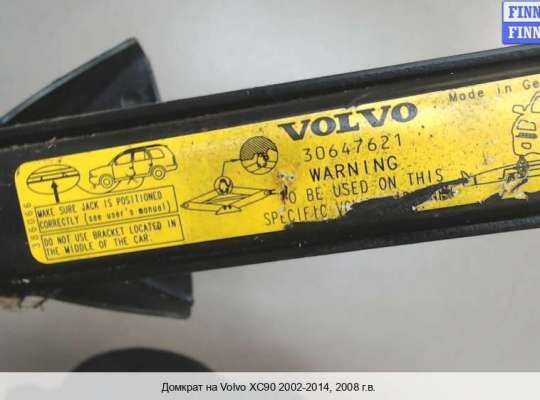 FINN
FINN
VOLVO
Made in Ge
30647621
WARNING
TO BE USED ON THIS
SPECIFIC
MAKE SURE JACK IS POSITIONED
CORRECTLY (see user's manual)
DO NOT USE BRACKET LOCATED IN
THE MIDDLE OF THE CAR.
Домкрат на Volvo XC90 2002-2014, 2008 г.в.